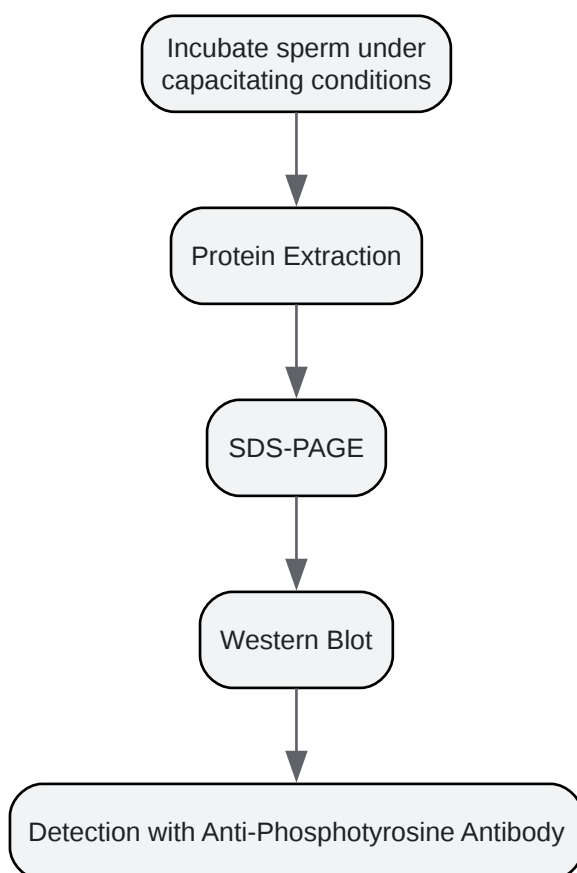 Incubate sperm under
capacitating conditions
Protein Extraction
SDS-PAGE
Western Blot
Detection with Anti-Phosphotyrosine Antibody